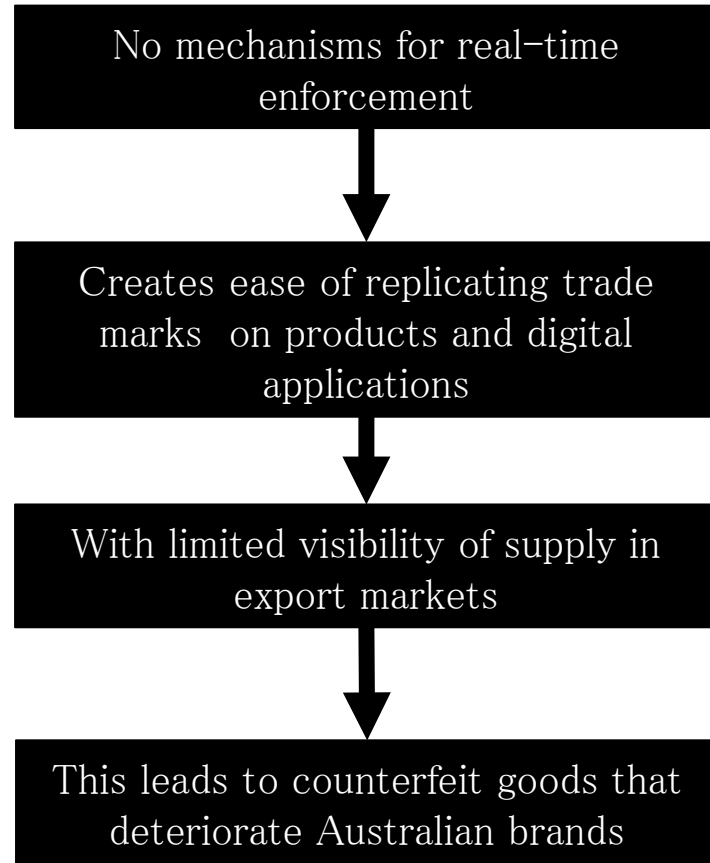 No mechanisms for real-time
enforcement
Creates ease of replicating trade
marks  on products and digital
applications
With limited visibility of supply in
export markets
This leads to counterfeit goods that
deteriorate Australian brands